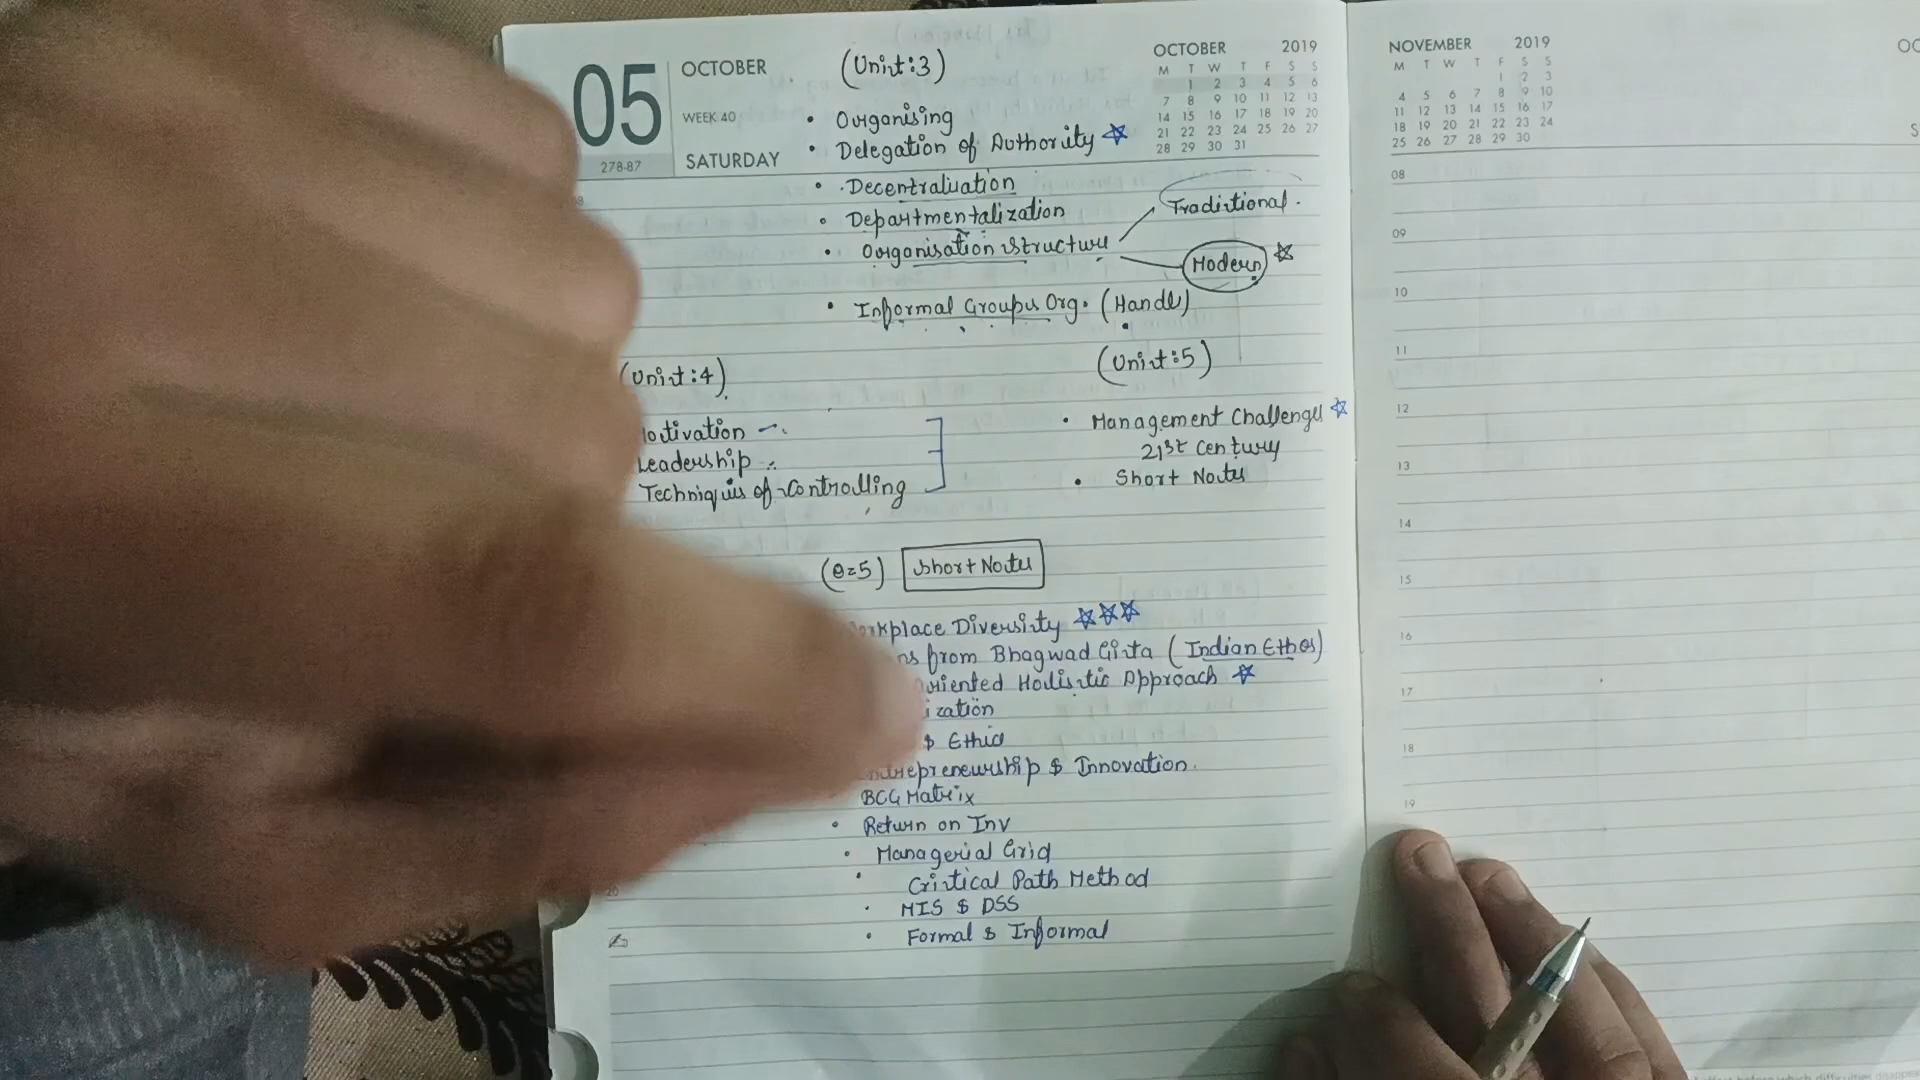 05
OCTOBER
WEEK 40
SATURDAY
278-87
(Unit:3)
• Organising
• Delegation of Authority ☆
• Decentralization
• Departmentalization
• Organisation Structure
Traditional.
Modern ☆
• Informal Groups Org. (Handle)
OCTOBER 2019
M T W T F S S
1 2 3 4 5 6
7 8 9 10 11 12 13
14 15 16 17 18 19 20
21 22 23 24 25 26 27
28 29 30 31
(Unit:4)
Motivation
Leadership
Techniques of Controlling
(Unit:5)
• Management Challenges ☆
21st Century
• Short Notes
(Q=5) Short Notes
Workplace Diversity ☆☆☆
from Bhagwad Gita (Indian Ethos)
Oriented Holistic Approach ☆
ization
$ Ethics
Entrepreneurship $ Innovation.
BCG Matrix
• Return on Inv
• Managerial Grid
• Critical Path Method
• MIS $ DSS
• Formal $ Informal
NOVEMBER 2019
M T W T F S S
1 2 3
4 5 6 7 8 9 10
11 12 13 14 15 16 17
18 19 20 21 22 23 24
25 26 27 28 29 30
08
09
10
11
12
13
14
15
16
17
18
19